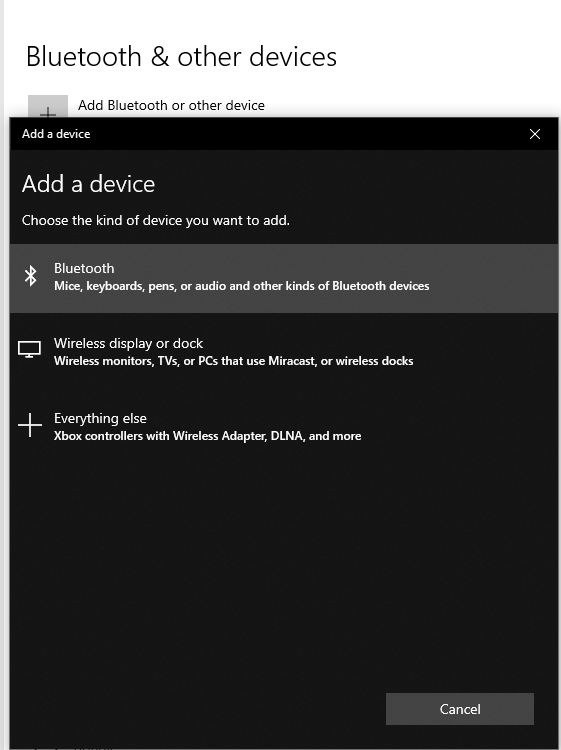 Bluetooth & other devices
Add Bluetooth or other device
Add a device
Add a device
Choose the kind of device you want to add.
Bluetooth
Mice, keyboards, pens, or audio and other kinds of Bluetooth devices
Wireless display or dock
Wireless monitors, TVs, or PCs that use Miracast, or wireless docks
Everything else
Xbox controllers with Wireless Adapter, DLNA, and more
Cancel